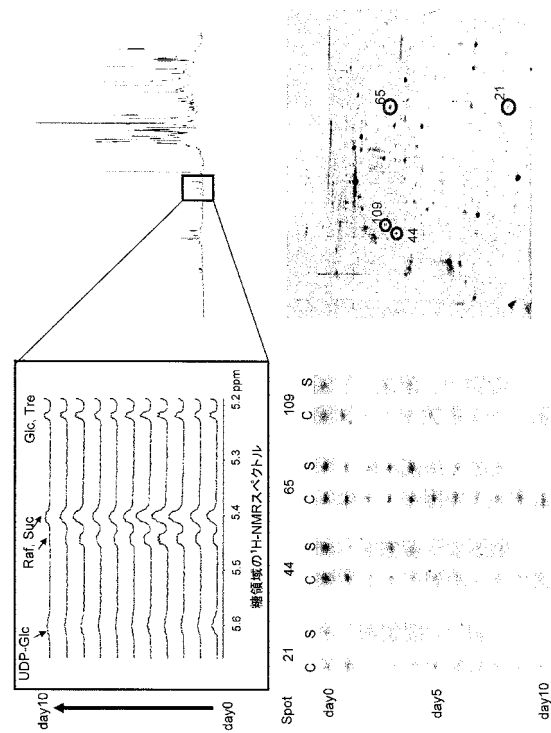 day10
day0
UDP-Glc
Raf, Suc
Glc, Tre
5.6
5.5
5.4
5.3
5.2 ppm
糖領域の¹H-NMRスペクトル
Spot
21
44
65
109
C
S
C
S
C
S
C
S
day0
day5
day10
109
44
65
21